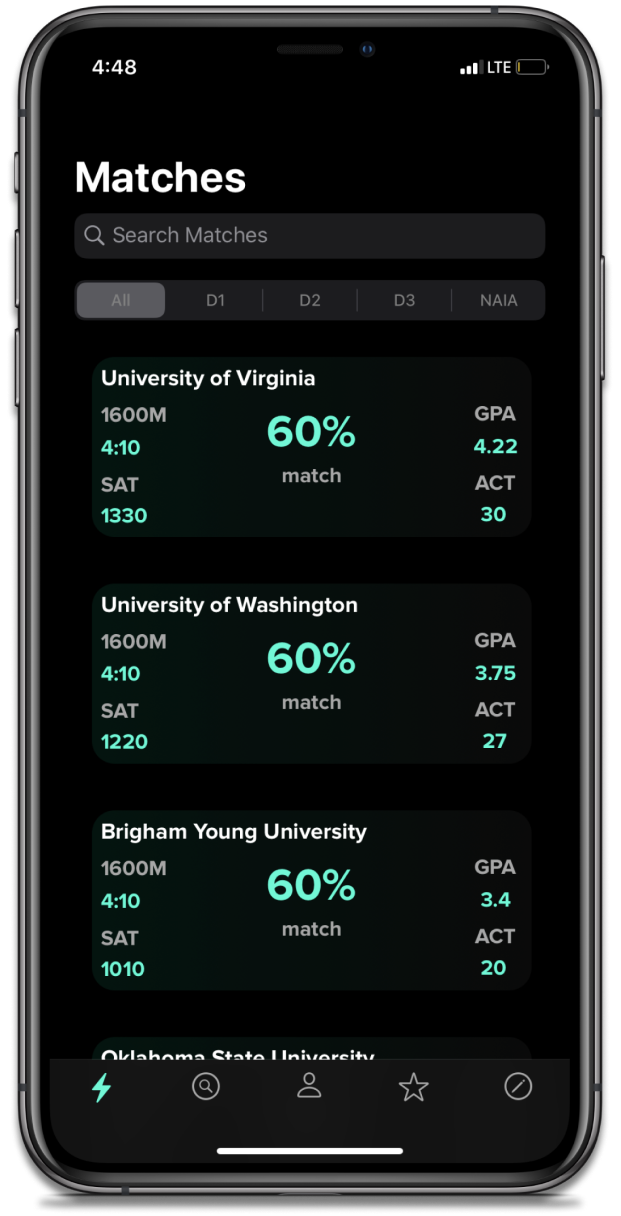 4:48
LTE
Matches
Search Matches
All D1 D2 D3 NAIA
University of Virginia
1600M GPA
60%
4:10 4.22
match
SAT ACT
1330 30
University of Washington
1600M GPA
60%
4:10 3.75
match
SAT ACT
1220 27
Brigham Young University
1600M GPA
60%
4:10 3.4
match
SAT ACT
1010 20
Oklahoma State University